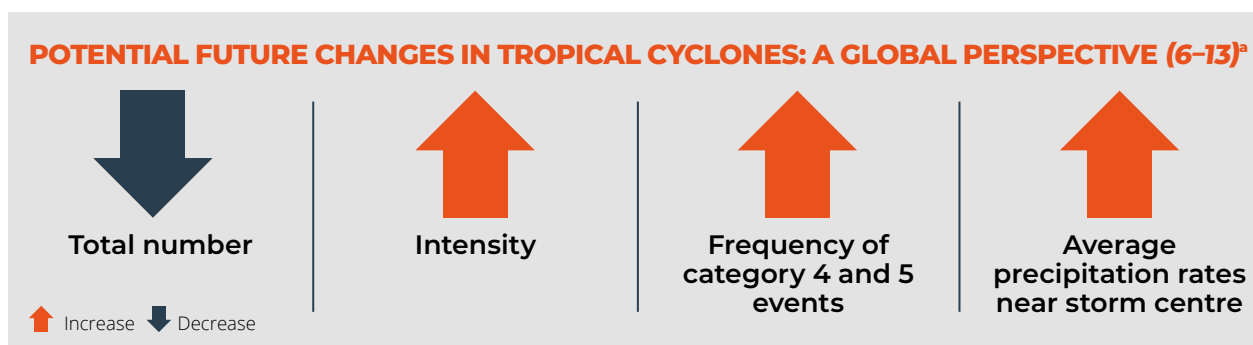 POTENTIAL FUTURE CHANGES IN TROPICAL CYCLONES: A GLOBAL PERSPECTIVE (6–13)ª
Total number
Intensity
Frequency of
category 4 and 5
events
Average
precipitation rates
near storm centre
Increase
Decrease